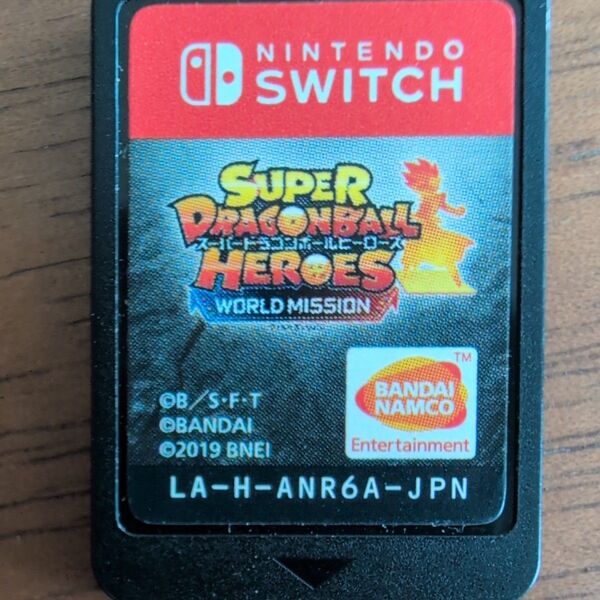 NINTENDO
SWITCH
SUPER
DRAGONBALL
スーパードラゴンボールヒーローズ
HEROES
WORLD MISSION
©B/S·F·T
©BANDAI
©2019 BNEI
TM
BANDAI
NAMCO
Entertainment
LA-H-ANR6A-JPN